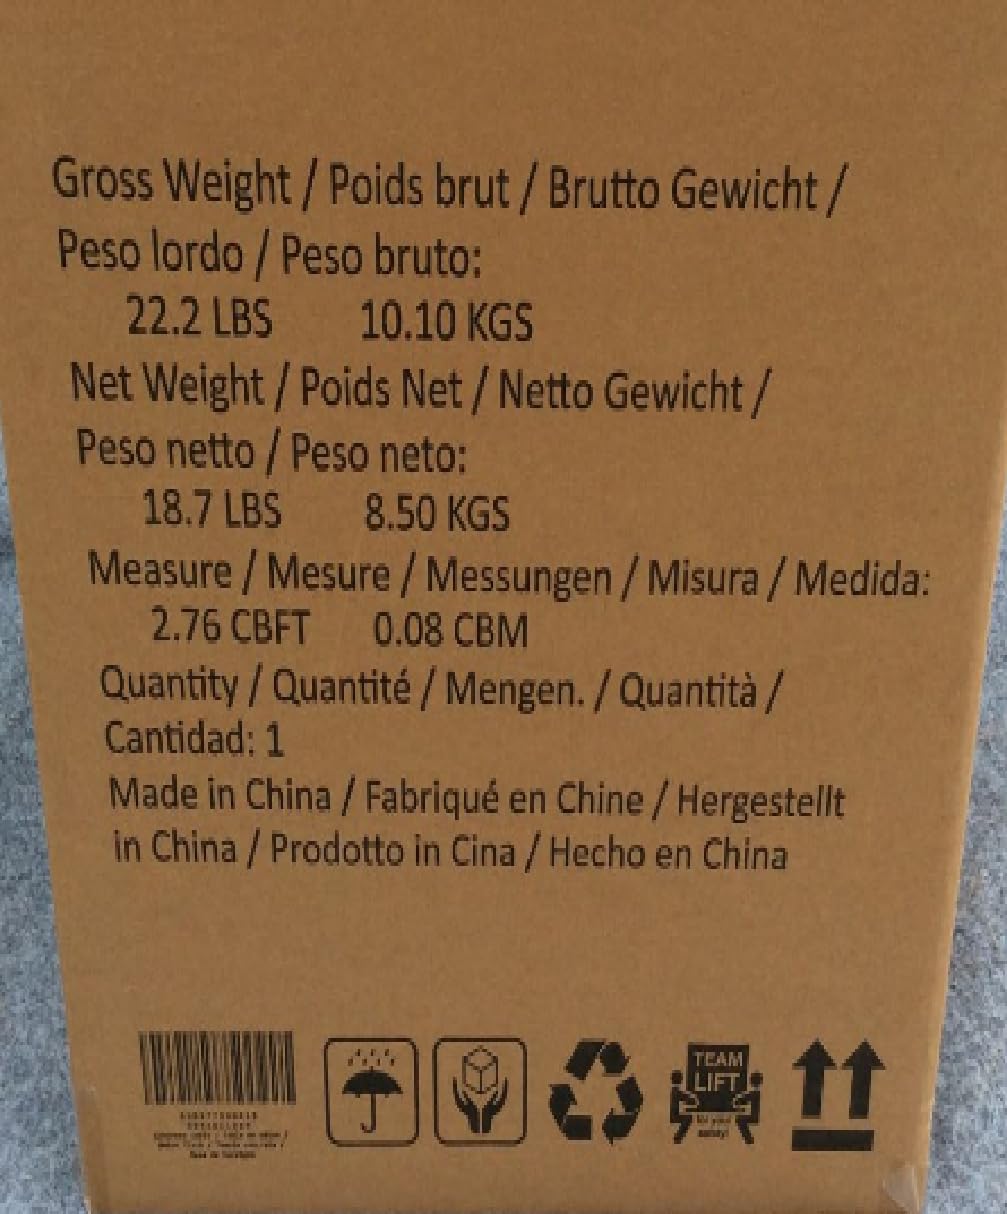 Gross Weight / Poids brut / Brutto Gewicht /
Peso lordo / Peso bruto:
22.2 LBS 10.10 KGS
Net Weight / Poids Net / Netto Gewicht /
Peso netto / Peso neto:
18.7 LBS 8.50 KGS
Measure / Mesure / Messungen / Misura / Medida:
2.76 CBFT 0.08 CBM
Quantity / Quantité / Mengen. / Quantità /
Cantidad: 1
Made in China / Fabriqué en Chine / Hergestellt
in China / Prodotto in Cina / Hecho en China
TEAM
LIFT
for your
safety!